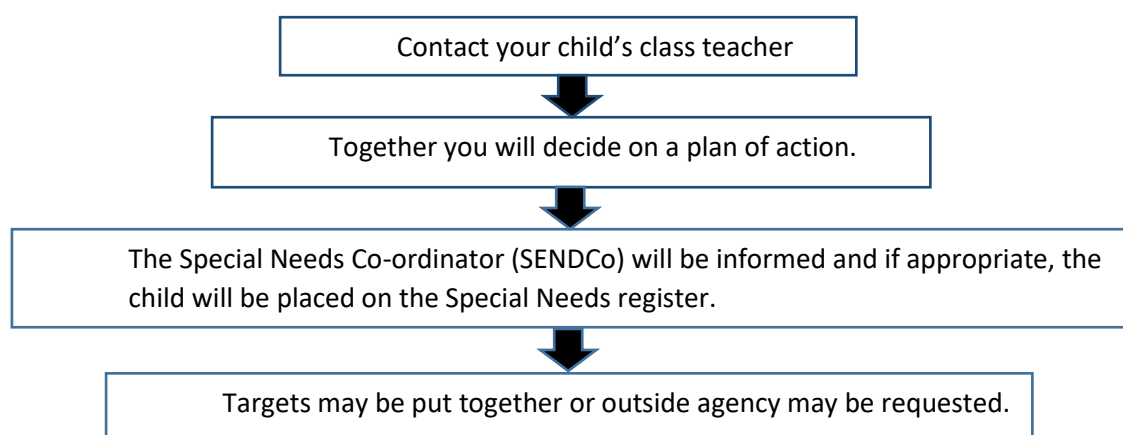 Contact your child’s class teacher
Together you will decide on a plan of action.
The Special Needs Co-ordinator (SENDCo) will be informed and if appropriate, the
child will be placed on the Special Needs register.
Targets may be put together or outside agency may be requested.